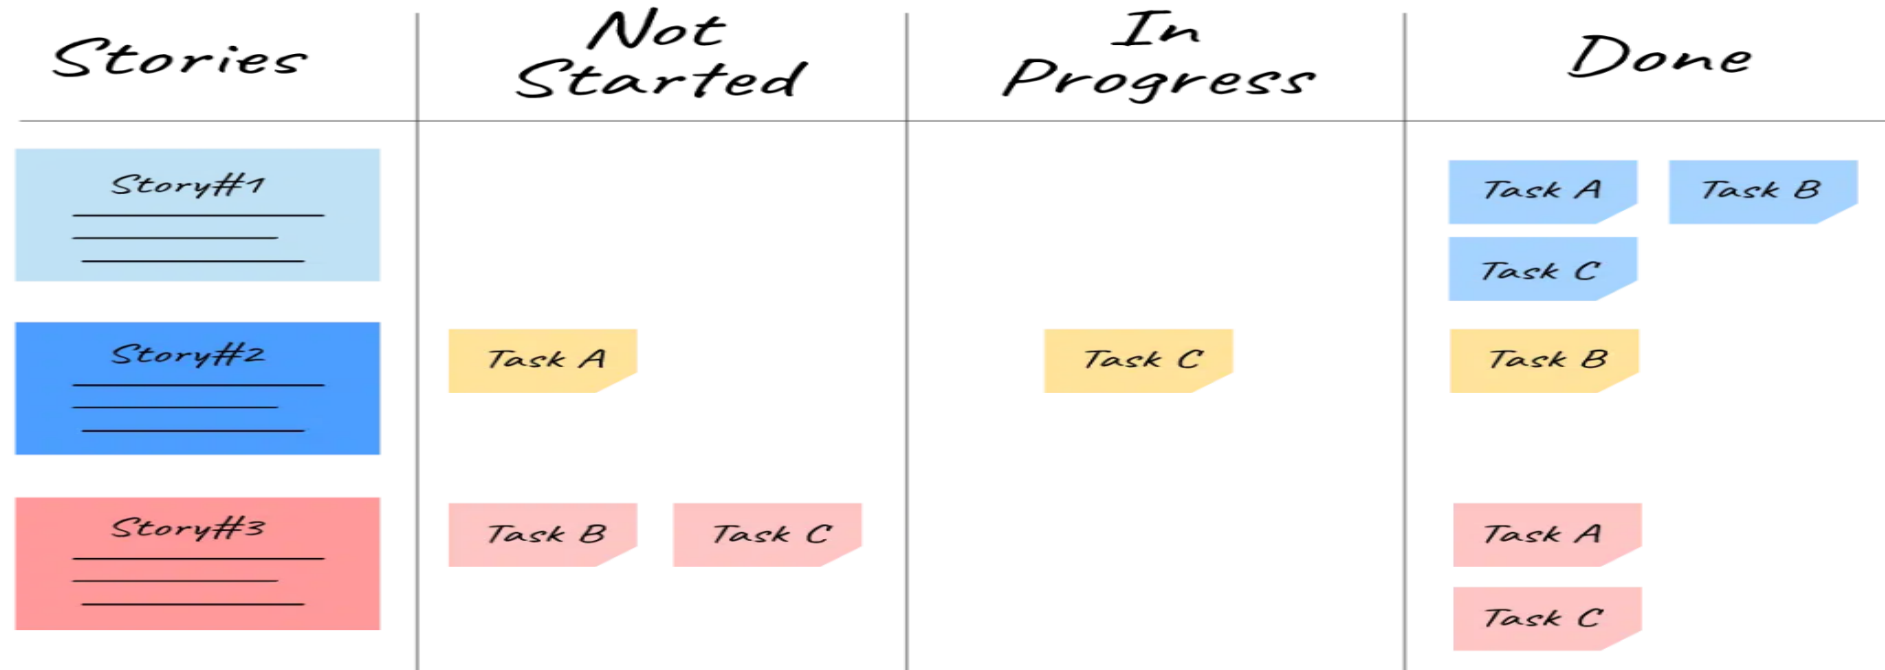 Stories
Not
Started
In
Progress
Done
Story#1
Task A
Task B
Task C
Story#2
Task A
Task C
Task B
Story#3
Task B
Task C
Task A
Task C